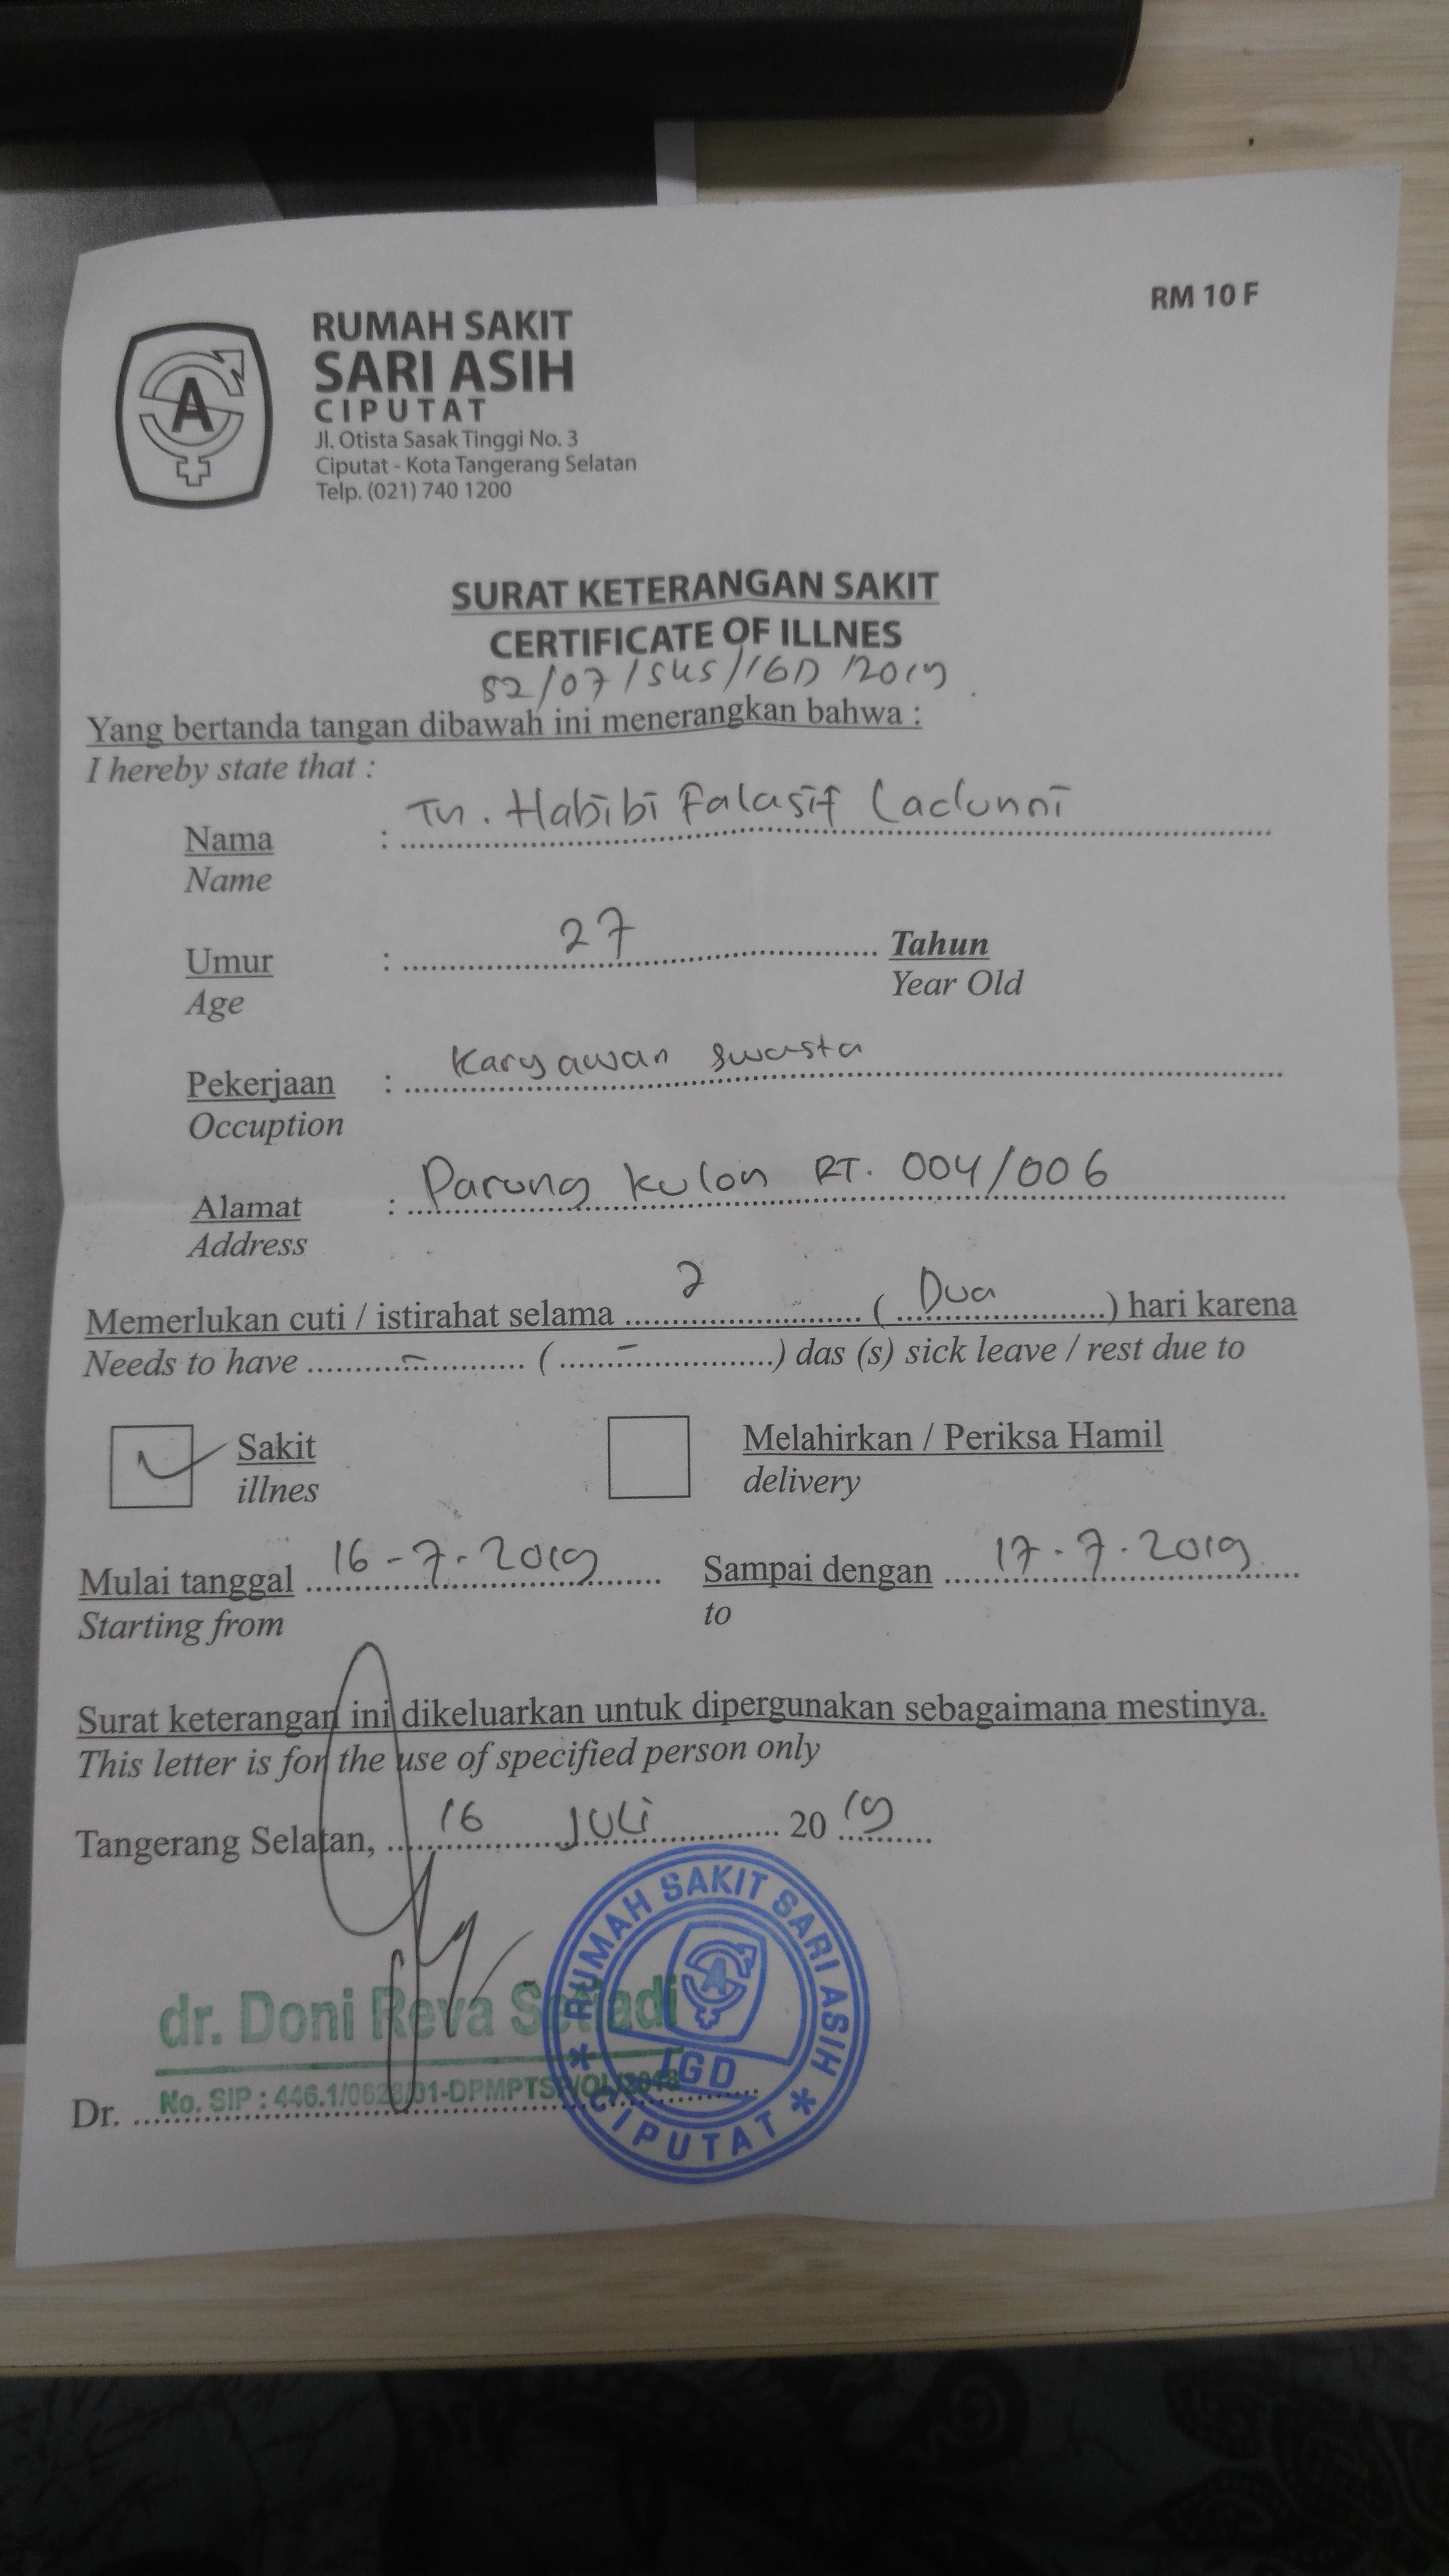 RM 10 F
RUMAH SAKIT
SARI ASIH
CIPUTAT
Jl. Otista Sasak Tinggi No. 3
Ciputat - Kota Tangerang Selatan
Telp. (021) 740 1200
A
SURAT KETERANGAN SAKIT
CERTIFICATE OF ILLNES
82/07/SKS/IGD/2019
Yang bertanda tangan dibawah ini menerangkan bahwa :
I hereby state that :
Nama : Tn. Habibi Falasif Ladunni
Name
Umur : 27 Tahun
Age Year Old
Pekerjaan : Karyawan swasta
Occuption
Alamat : Parung kulon RT. 004/006
Address
Memerlukan cuti / istirahat selama 2 ( Dua ) hari karena
Needs to have - ( - ) das (s) sick leave / rest due to
Sakit Melahirkan / Periksa Hamil
illnes delivery
Mulai tanggal 16-7-2019 Sampai dengan 17.7.2019
Starting from to
Surat keterangan ini dikeluarkan untuk dipergunakan sebagaimana mestinya.
This letter is for the use of specified person only
Tangerang Selatan, 16 Juli 2019
dr. Doni Reva Setiadi
Dr. No. SIP :
RUMAH SAKIT SARI ASIH
A
IGD
* CIPUTAT *